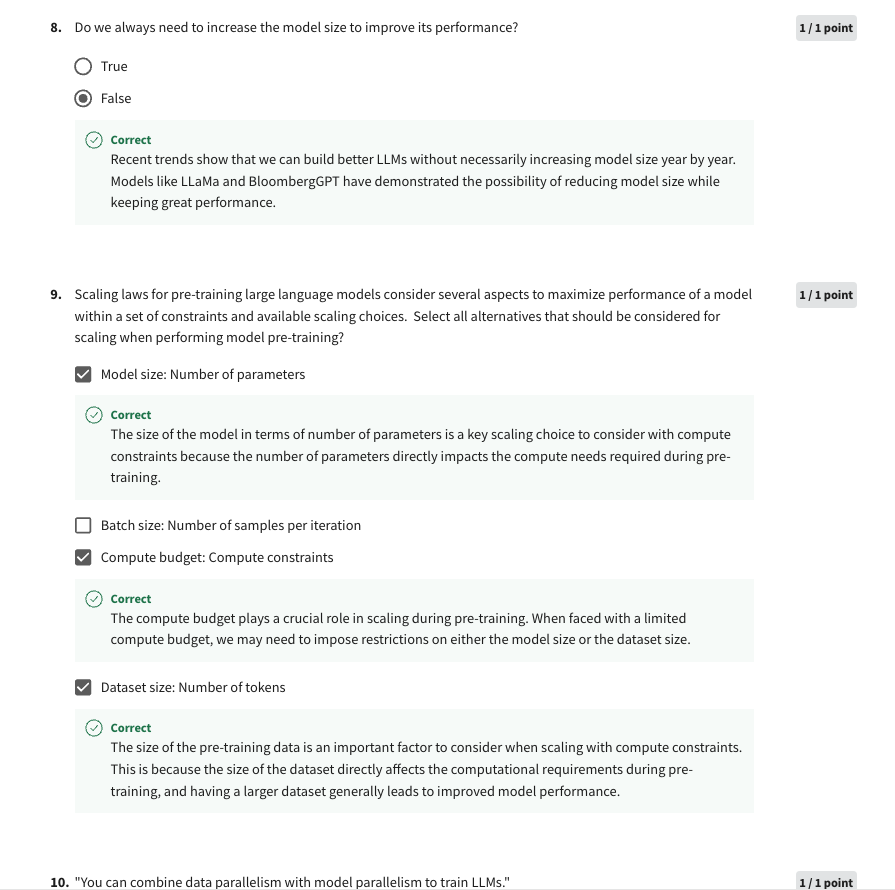 8. Do we always need to increase the model size to improve its performance?
1 / 1 point
True
False
Correct
Recent trends show that we can build better LLMs without necessarily increasing model size year by year.
Models like LLaMa and BloombergGPT have demonstrated the possibility of reducing model size while
keeping great performance.
9. Scaling laws for pre-training large language models consider several aspects to maximize performance of a model
1 / 1 point
within a set of constraints and available scaling choices. Select all alternatives that should be considered for
scaling when performing model pre-training?
Model size: Number of parameters
Correct
The size of the model in terms of number of parameters is a key scaling choice to consider with compute
constraints because the number of parameters directly impacts the compute needs required during pre-
training.
Batch size: Number of samples per iteration
Compute budget: Compute constraints
Correct
The compute budget plays a crucial role in scaling during pre-training. When faced with a limited
compute budget, we may need to impose restrictions on either the model size or the dataset size.
Dataset size: Number of tokens
Correct
The size of the pre-training data is an important factor to consider when scaling with compute constraints.
This is because the size of the dataset directly affects the computational requirements during pre-
training, and having a larger dataset generally leads to improved model performance.
10. "You can combine data parallelism with model parallelism to train LLMs."
1 / 1 point